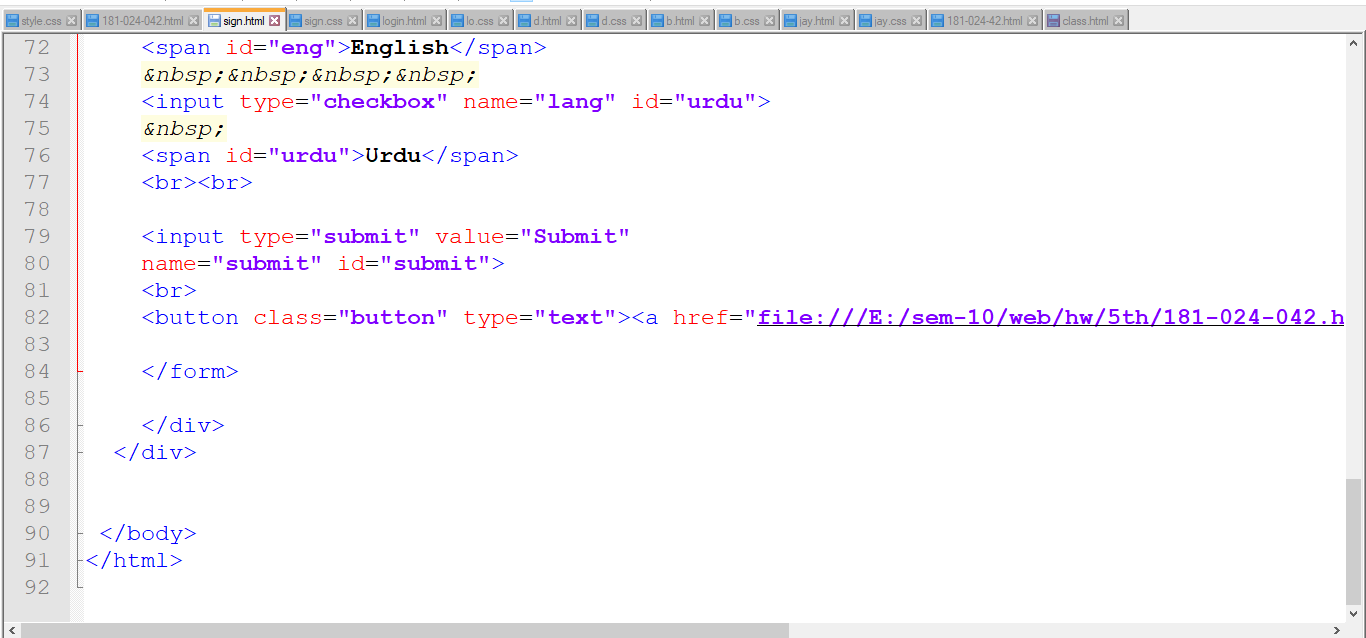 style.css 181-024-042.html sign.html sign.css login.html lo.css d.html d.css b.html b.css jay.html jay.css 181-024-42.html class.html
72 <span id="eng">English</span>
73 &nbsp;&nbsp;&nbsp;&nbsp;
74 <input type="checkbox" name="lang" id="urdu">
75 &nbsp;
76 <span id="urdu">Urdu</span>
77 <br><br>
78
79 <input type="submit" value="Submit"
80 name="submit" id="submit">
81 <br>
82 <button class="button" type="text"><a href="file:///E:/sem-10/web/hw/5th/181-024-042.h
83
84 </form>
85
86 </div>
87 </div>
88
89
90 </body>
91 </html>
92